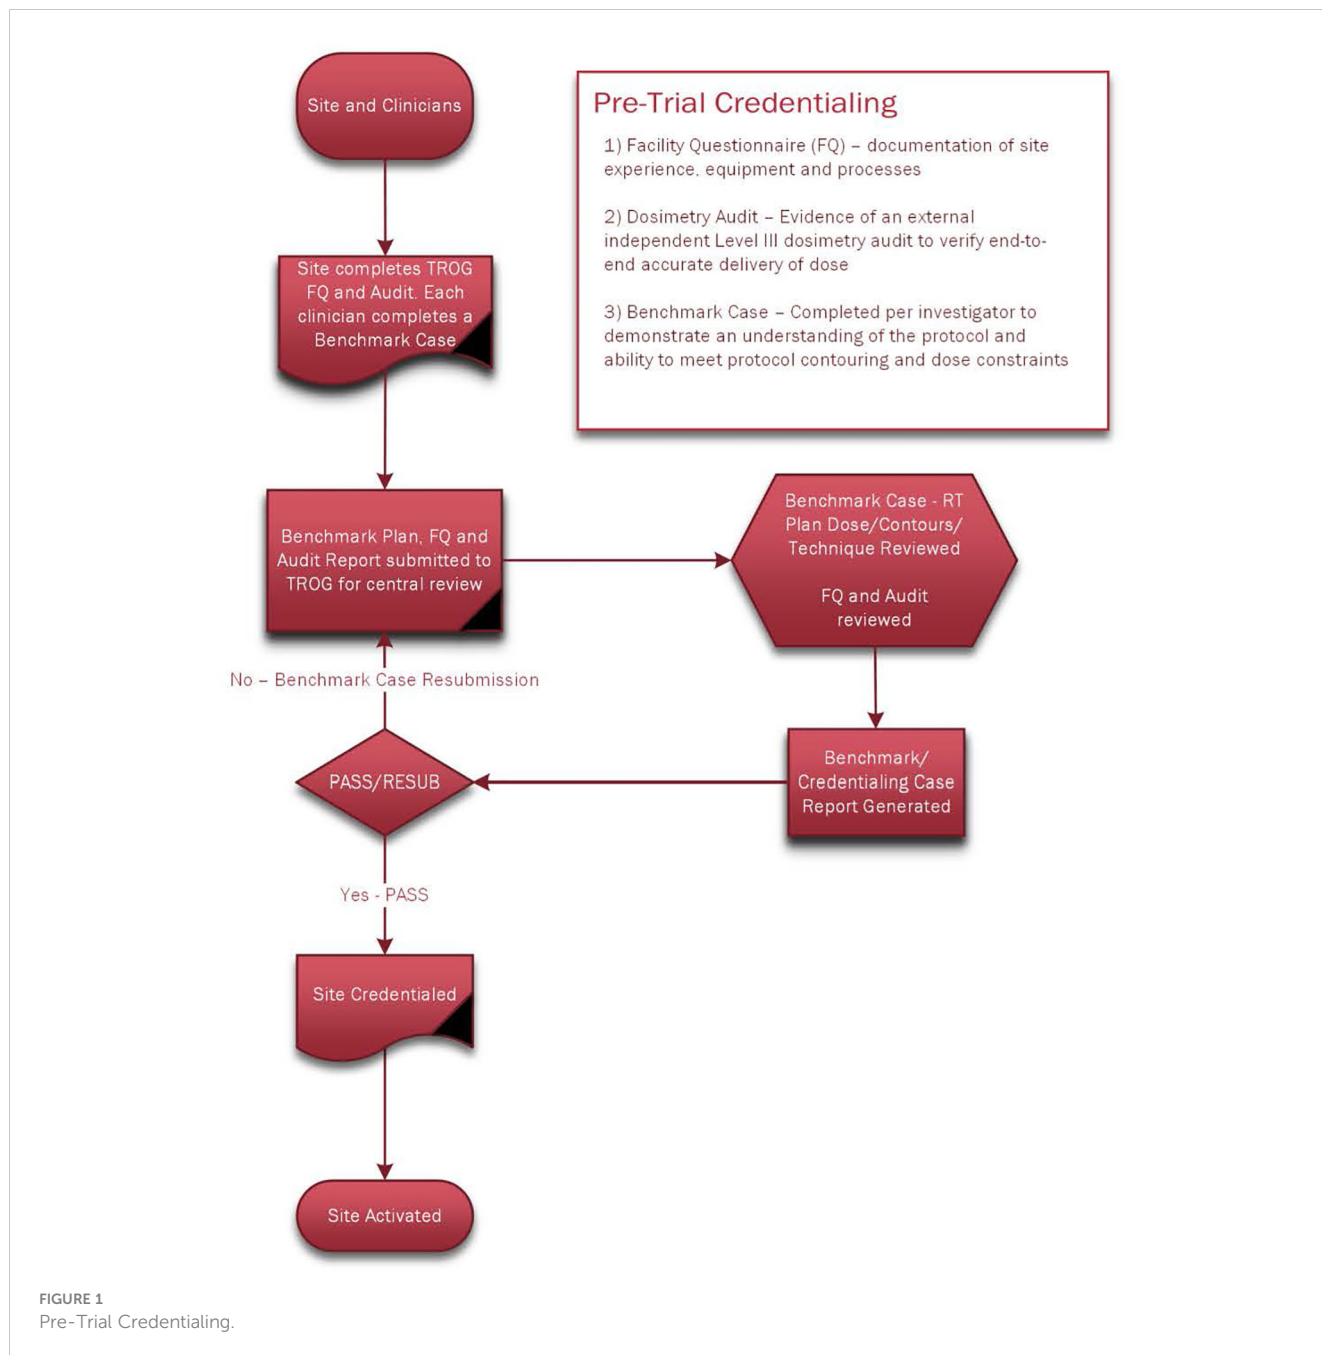 Site and Clinicians
Pre-Trial Credentialing
1) Facility Questionnaire (FQ) – documentation of site
experience, equipment and processes
2) Dosimetry Audit – Evidence of an external
independent Level III dosimetry audit to verify end-to-
end accurate delivery of dose
3) Benchmark Case – Completed per investigator to
demonstrate an understanding of the protocol and
ability to meet protocol contouring and dose constraints
Site completes TROG
FQ and Audit. Each
clinician completes a
Benchmark Case
Benchmark Plan, FQ and
Audit Report submitted to
TROG for central review
Benchmark Case - RT
Plan Dose/Contours/
Technique Reviewed
FQ and Audit
reviewed
No – Benchmark Case Resubmission
PASS/RESUB
Benchmark/
Credentialing Case
Report Generated
Yes - PASS
Site Credentialed
Site Activated
FIGURE 1
Pre-Trial Credentialing.